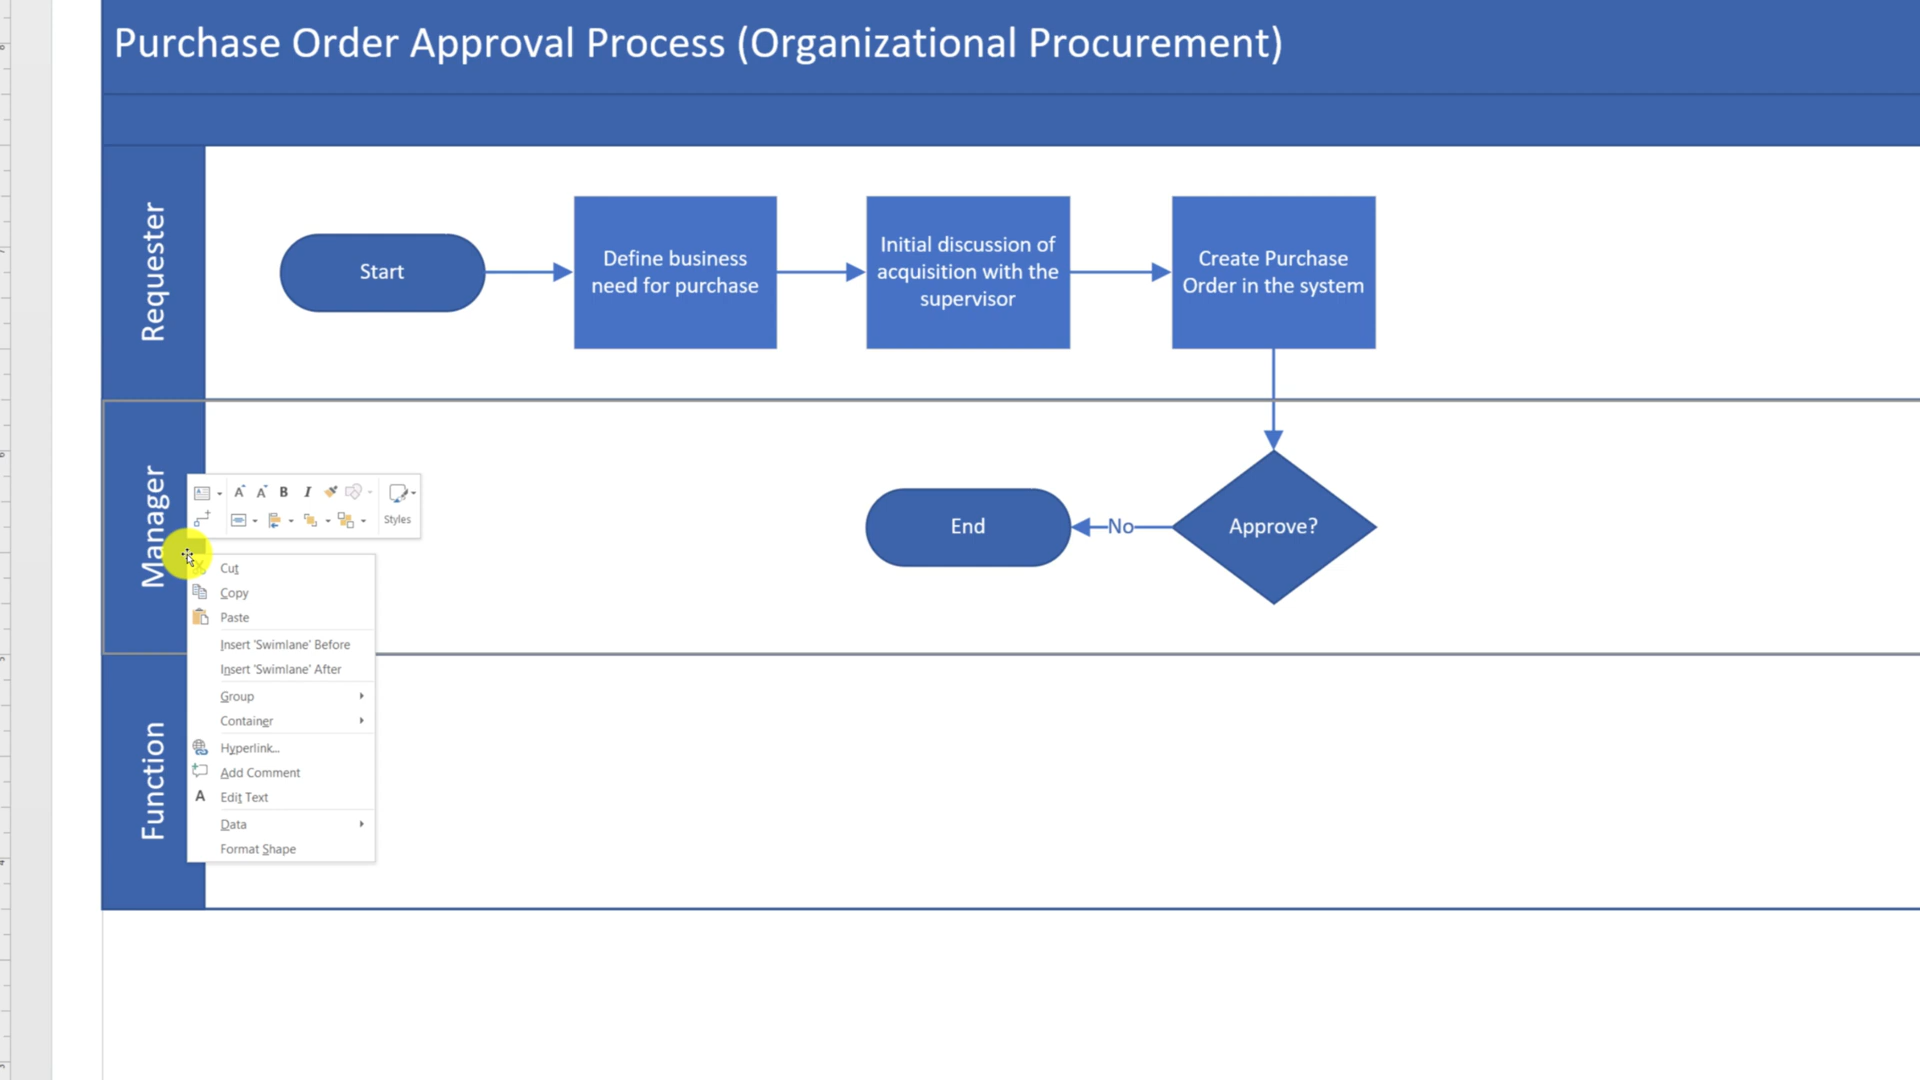 Purchase Order Approval Process (Organizational Procurement)
Requester
Start
Define business
need for purchase
Initial discussion of
acquisition with the
supervisor
Create Purchase
Order in the system
Manager
A A B I
Styles
End
No
Approve?
Cut
Copy
Paste
Insert 'Swimlane' Before
Insert 'Swimlane' After
Group
Container
Hyperlink...
Add Comment
A Edit Text
Data
Format Shape
Function